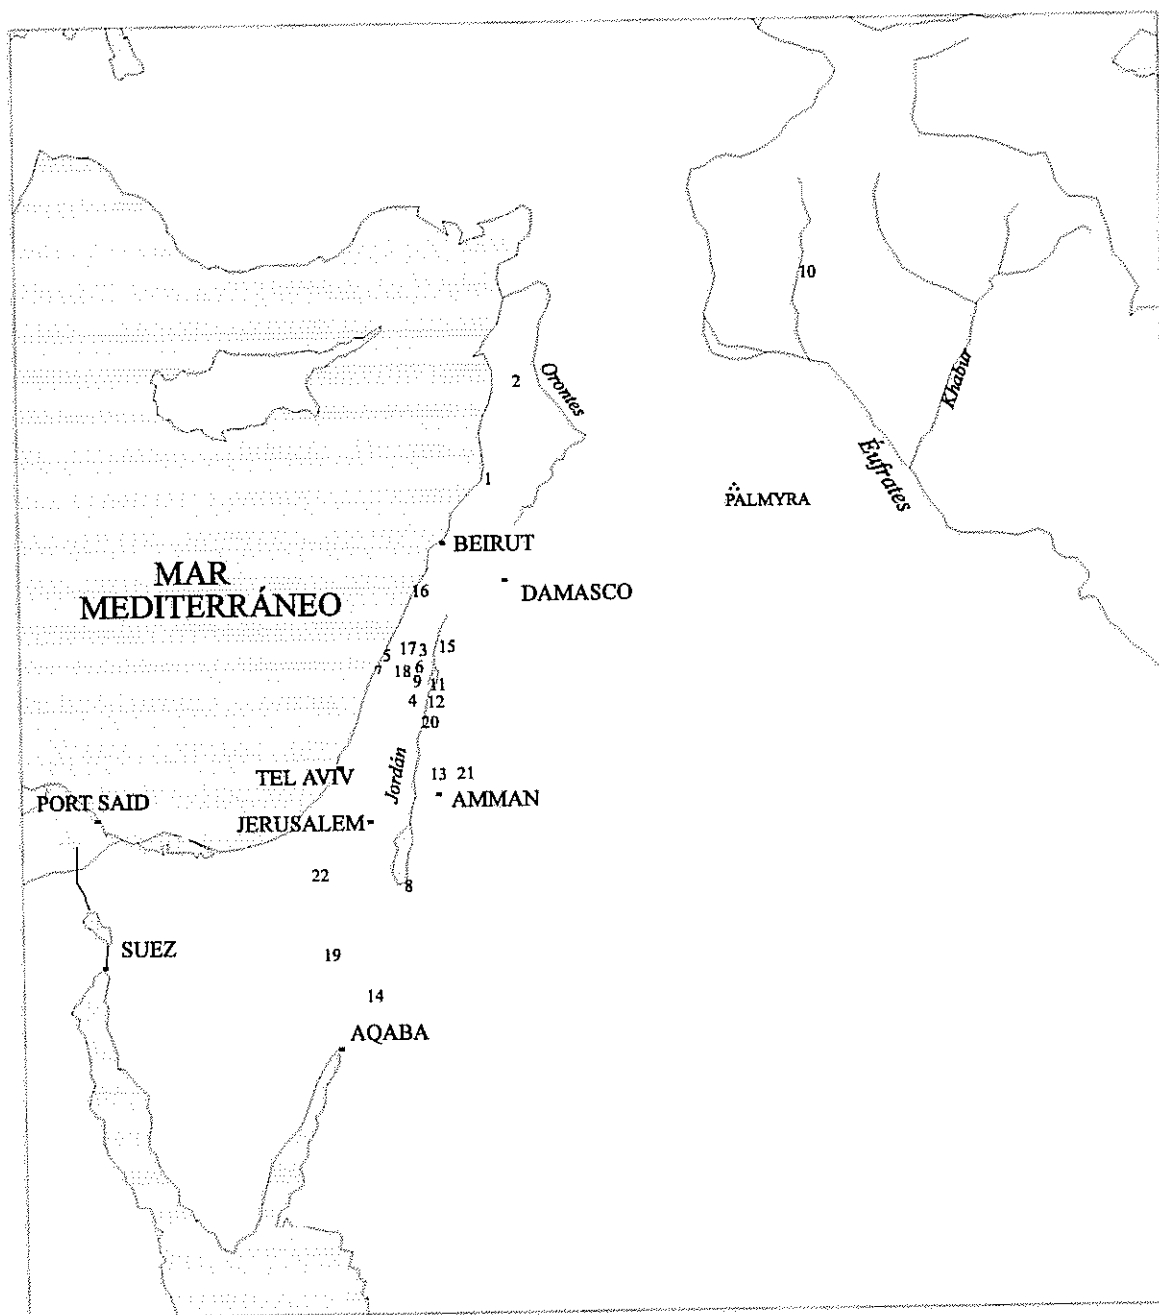 10
2
Orontes
Khabur
1
Éufrates
PALMYRA
BEIRUT
MAR
MEDITERRÁNEO
16
DAMASCO
5
17
3
15
7
18
6
9
11
4
12
20
Jordán
TEL AVIV
13
21
PORT SAID
AMMAN
JERUSALEM
22
8
SUEZ
19
14
AQABA